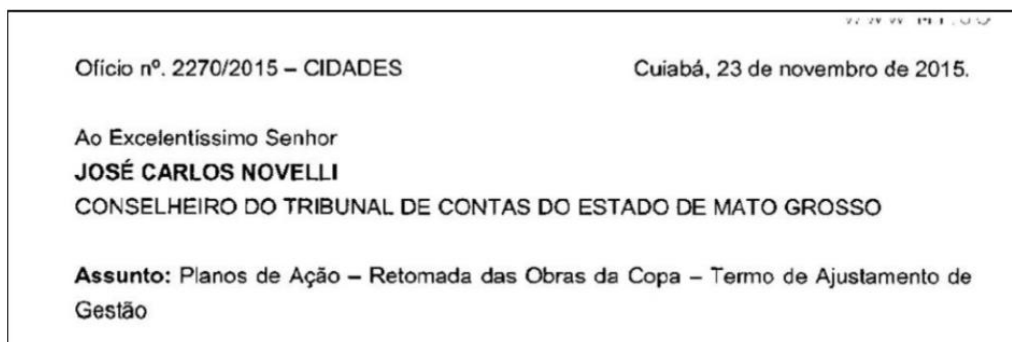 Ofício nº. 2270/2015 – CIDADES Cuiabá, 23 de novembro de 2015.
Ao Excelentíssimo Senhor
JOSÉ CARLOS NOVELLI
CONSELHEIRO DO TRIBUNAL DE CONTAS DO ESTADO DE MATO GROSSO
Assunto: Planos de Ação – Retomada das Obras da Copa – Termo de Ajustamento de
Gestão